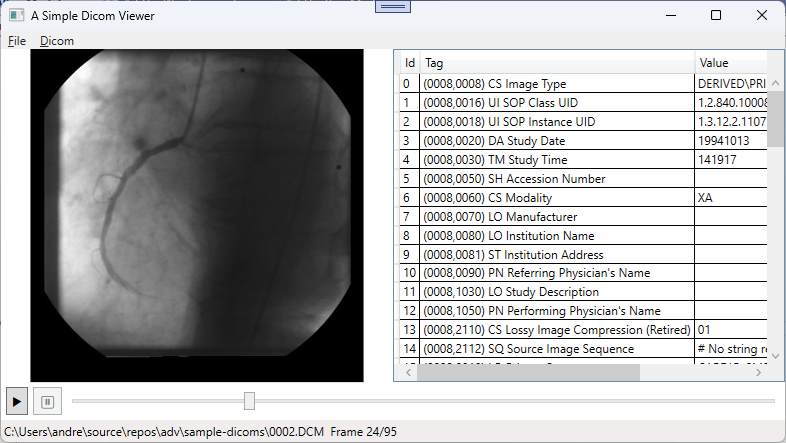 A Simple Dicom Viewer
File Dicom
Id Tag Value
0 (0008,0008) CS Image Type DERIVED\PRI
1 (0008,0016) UI SOP Class UID 1.2.840.10008
2 (0008,0018) UI SOP Instance UID 1.3.12.2.1107
3 (0008,0020) DA Study Date 19941013
4 (0008,0030) TM Study Time 141917
5 (0008,0050) SH Accession Number
6 (0008,0060) CS Modality XA
7 (0008,0070) LO Manufacturer
8 (0008,0080) LO Institution Name
9 (0008,0081) ST Institution Address
10 (0008,0090) PN Referring Physician's Name
11 (0008,1030) LO Study Description
12 (0008,1050) PN Performing Physician's Name
13 (0008,2110) CS Lossy Image Compression (Retired) 01
14 (0008,2112) SQ Source Image Sequence # No string re
C:\Users\andre\source\repos\adv\sample-dicoms\0002.DCM Frame 24/95